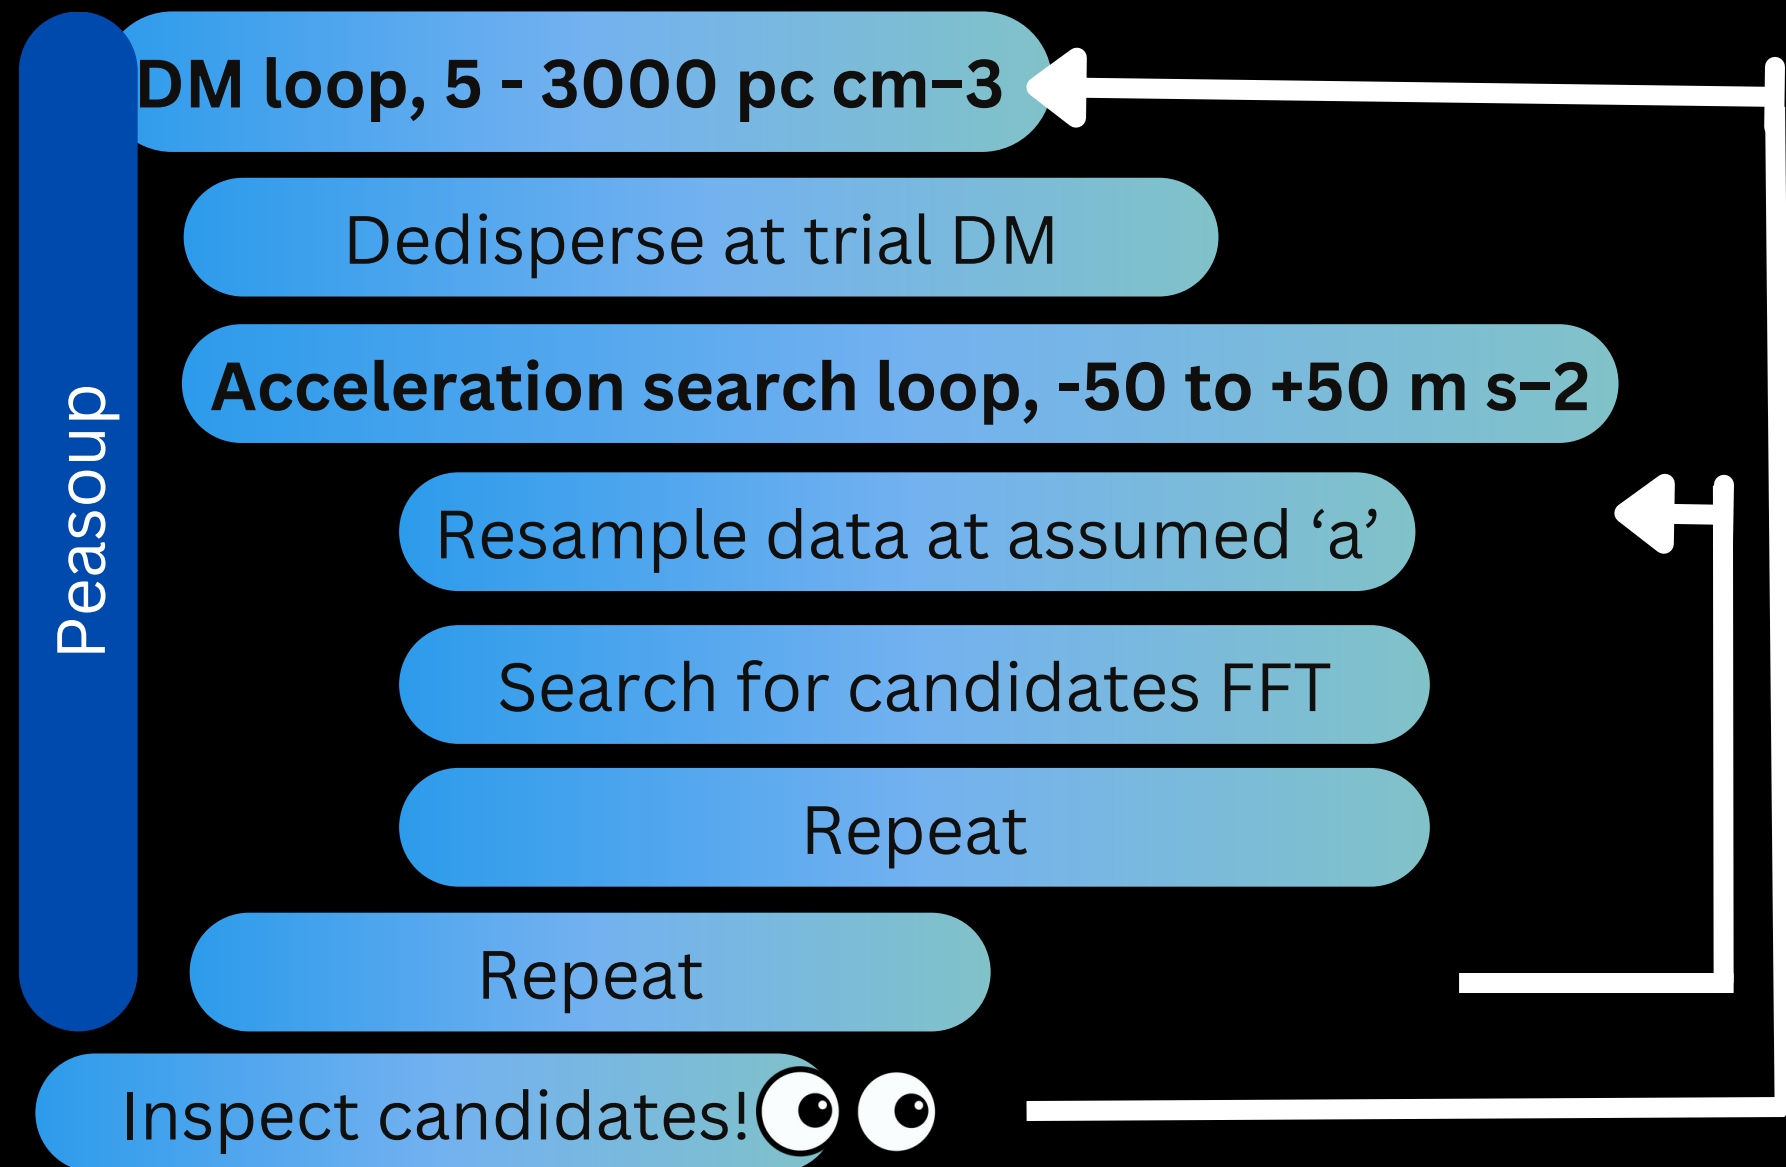 Peasoup
DM loop, 5 - 3000 pc cm−3
Dedisperse at trial DM
Acceleration search loop, -50 to +50 m s−2
Resample data at assumed ‘a’
Search for candidates FFT
Repeat
Repeat
Inspect candidates!